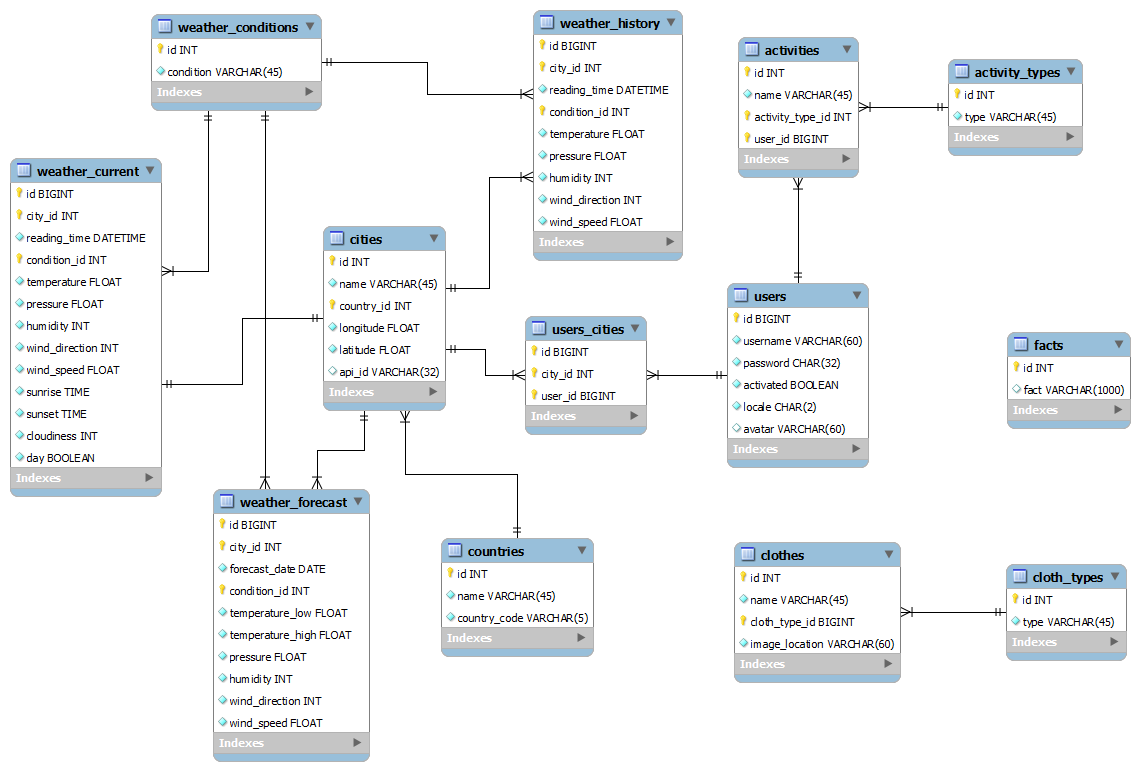 weather_conditions
id INT
condition VARCHAR(45)
Indexes
weather_history
id BIGINT
city_id INT
reading_time DATETIME
condition_id INT
temperature FLOAT
pressure FLOAT
humidity INT
wind_direction INT
wind_speed FLOAT
Indexes
activities
id INT
name VARCHAR(45)
activity_type_id INT
user_id BIGINT
Indexes
activity_types
id INT
type VARCHAR(45)
Indexes
weather_current
id BIGINT
city_id INT
reading_time DATETIME
condition_id INT
temperature FLOAT
pressure FLOAT
humidity INT
wind_direction INT
wind_speed FLOAT
sunrise TIME
sunset TIME
cloudiness INT
day BOOLEAN
Indexes
cities
id INT
name VARCHAR(45)
country_id INT
longitude FLOAT
latitude FLOAT
api_id VARCHAR(32)
Indexes
users_cities
id BIGINT
city_id INT
user_id BIGINT
Indexes
users
id BIGINT
username VARCHAR(60)
password CHAR(32)
activated BOOLEAN
locale CHAR(2)
avatar VARCHAR(60)
Indexes
facts
id INT
fact VARCHAR(1000)
Indexes
weather_forecast
id BIGINT
city_id INT
forecast_date DATE
condition_id INT
temperature_low FLOAT
temperature_high FLOAT
pressure FLOAT
humidity INT
wind_direction INT
wind_speed FLOAT
Indexes
countries
id INT
name VARCHAR(45)
country_code VARCHAR(5)
Indexes
clothes
id INT
name VARCHAR(45)
cloth_type_id BIGINT
image_location VARCHAR(60)
Indexes
cloth_types
id INT
type VARCHAR(45)
Indexes